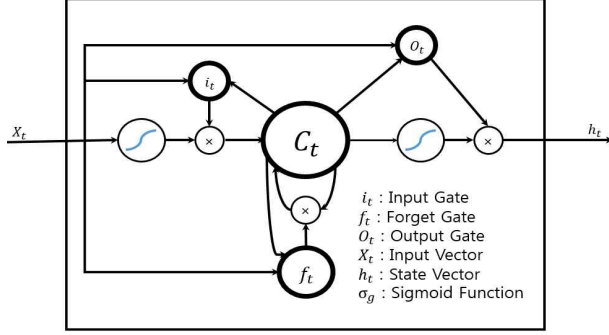 O_t
i_t
X_t
×
C_t
×
h_t
×
f_t
i_t : Input Gate
f_t : Forget Gate
O_t : Output Gate
X_t : Input Vector
h_t : State Vector
σ_g : Sigmoid Function